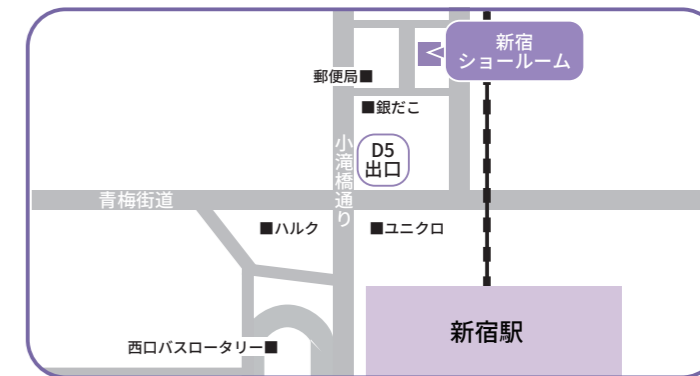 新宿
ショールーム
郵便局■
■銀だこ
小滝橋通り
D5
出口
青梅街道
■ハルク
■ユニクロ
新宿駅
西口バスロータリー■